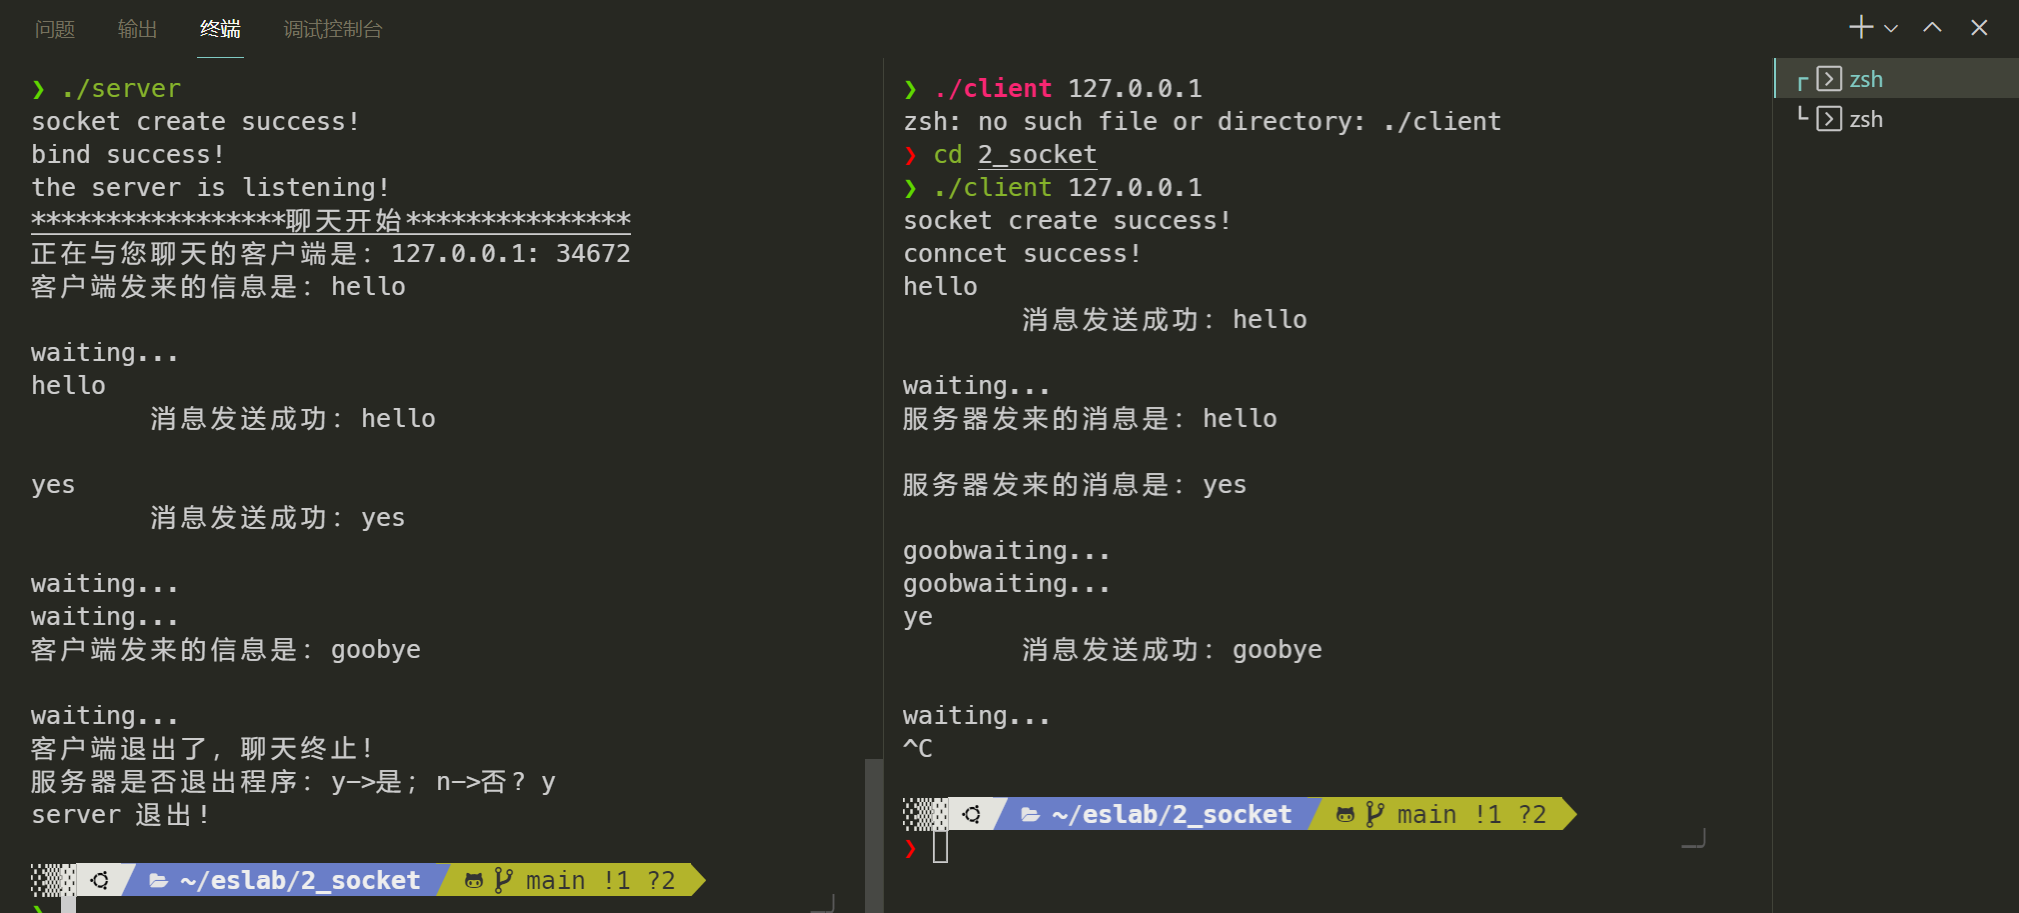 问题 输出 终端 调试控制台
❯ ./server
socket create success!
bind success!
the server is listening!
*****************聊天开始***************
正在与您聊天的客户端是：127.0.0.1: 34672
客户端发来的信息是：hello
waiting...
hello
消息发送成功：hello
yes
消息发送成功：yes
waiting...
waiting...
客户端发来的信息是：goobye
waiting...
客户端退出了，聊天终止！
服务器是否退出程序：y->是；n->否? y
server 退出！
~/eslab/2_socket main !1 ?2
❯
❯ ./client 127.0.0.1
zsh: no such file or directory: ./client
❯ cd 2_socket
❯ ./client 127.0.0.1
socket create success!
conncet success!
hello
消息发送成功：hello
waiting...
服务器发来的消息是：hello
服务器发来的消息是：yes
goobwaiting...
goobwaiting...
ye
消息发送成功：goobye
waiting...
^C
~/eslab/2_socket main !1 ?2
❯
zsh
zsh